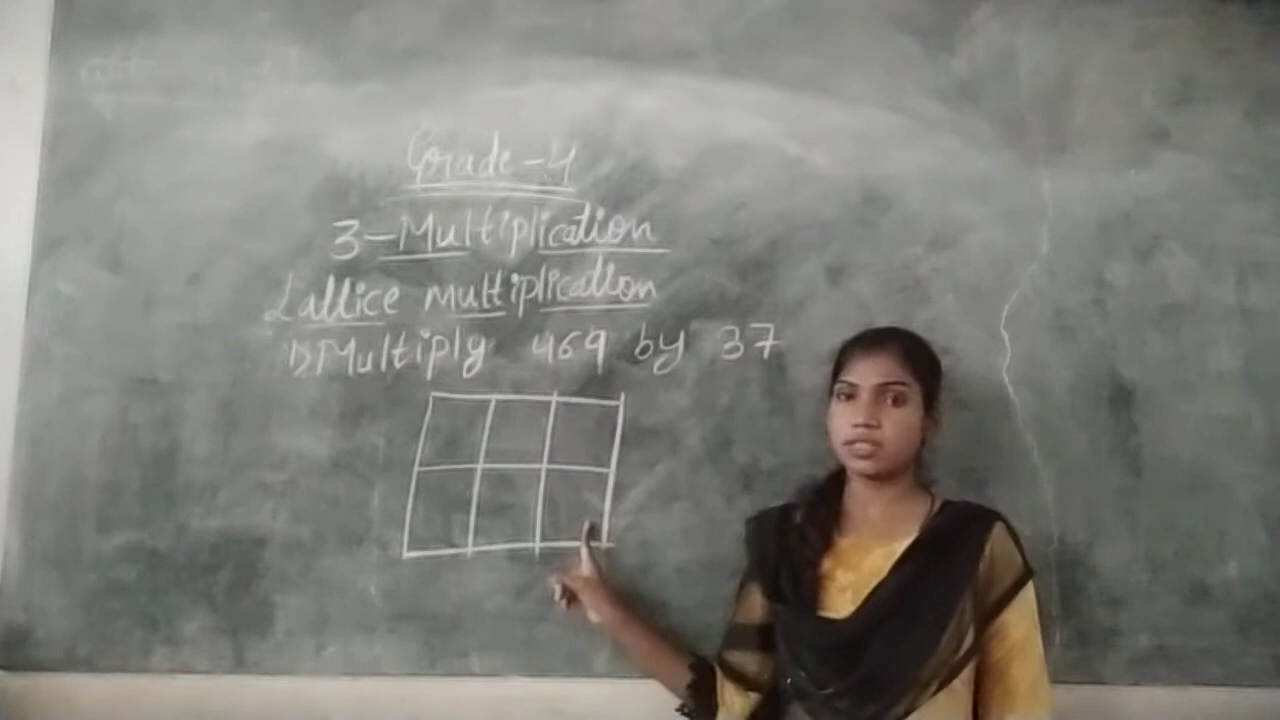 Grade-4
3-Multiplication
Lattice multiplication
1) Multiply 469 by 37